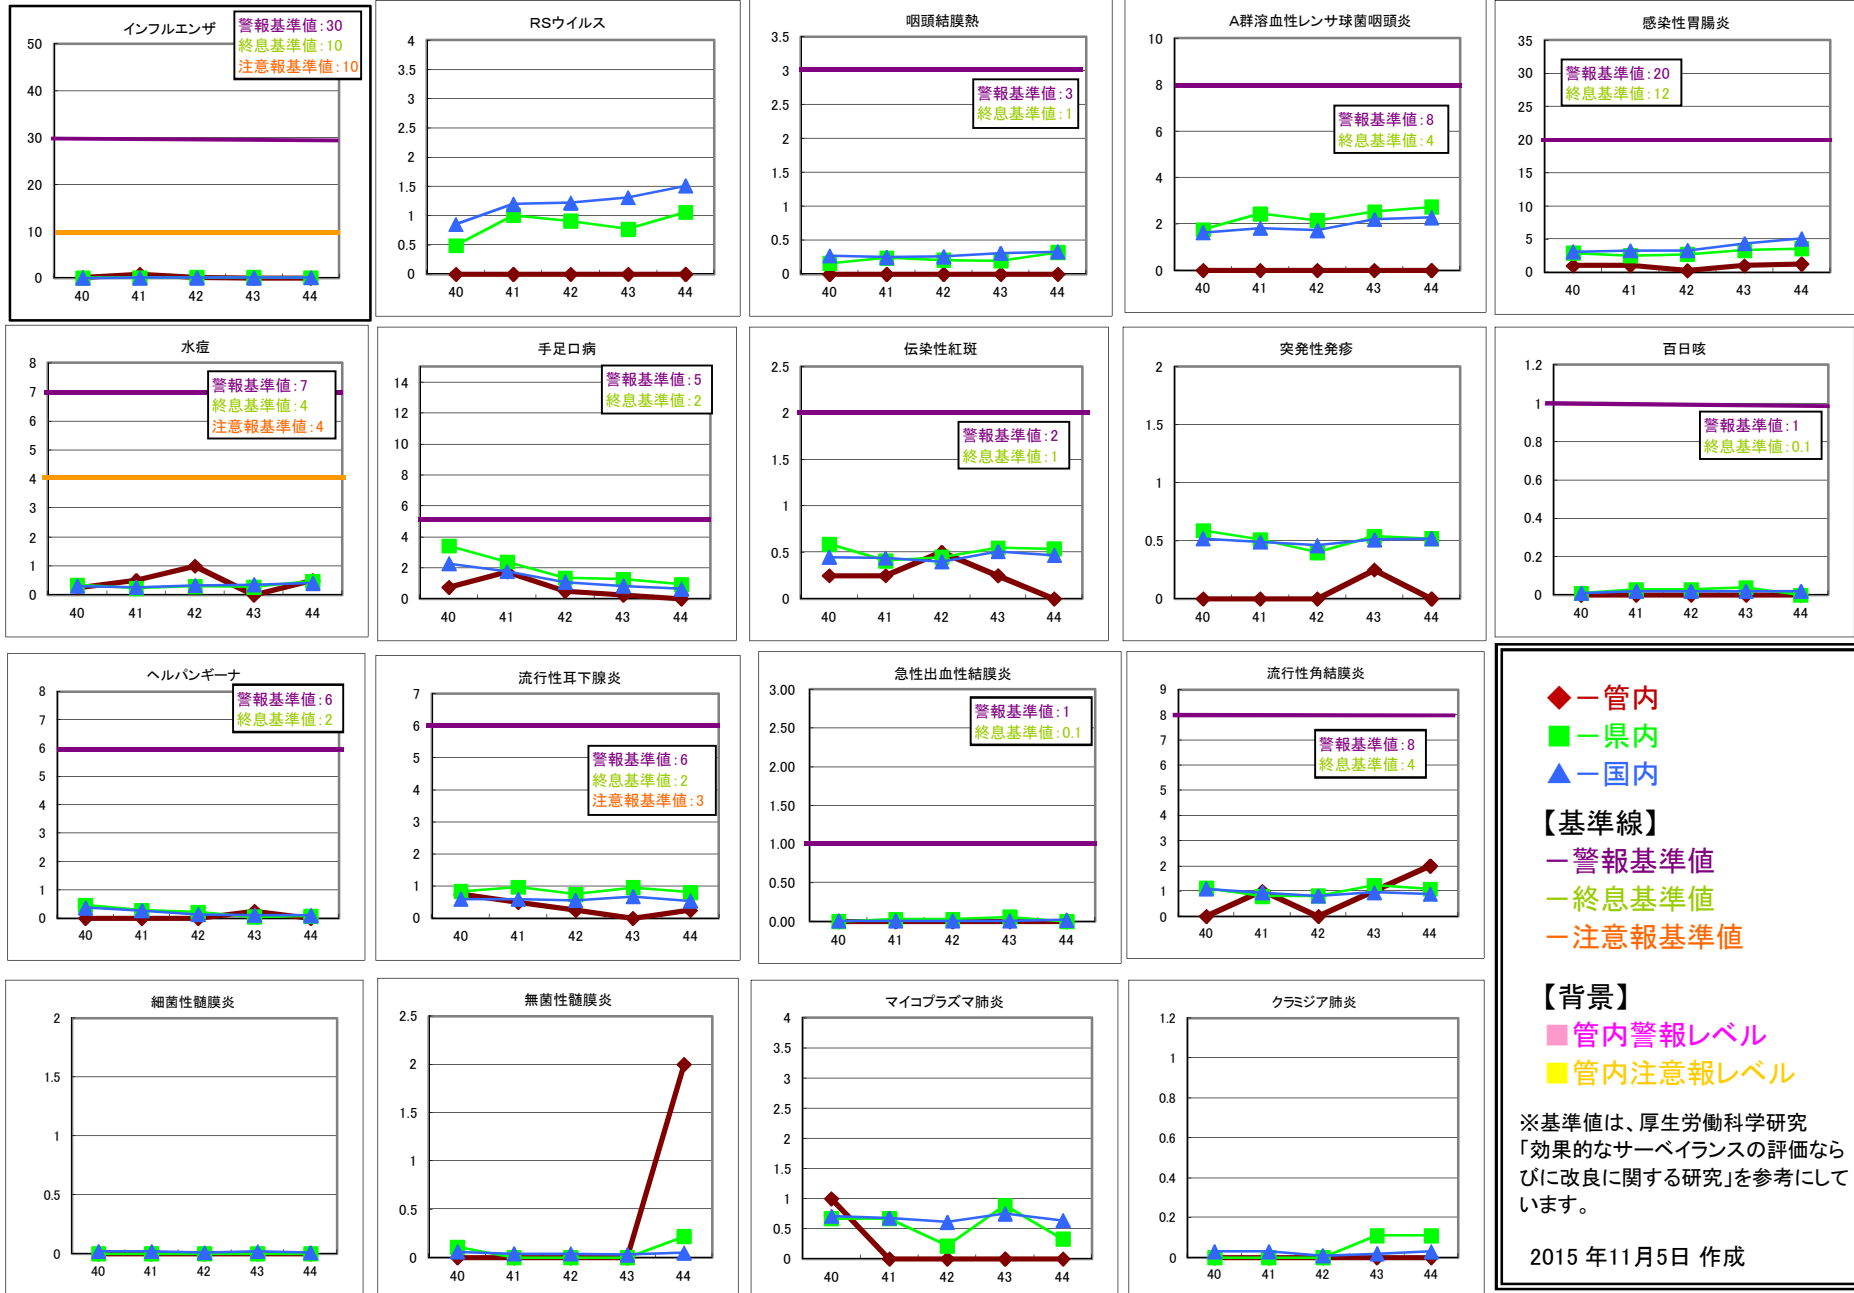 インフルエンザ
警報基準値:30
終息基準値:10
注意報基準値:10
50
40
30
20
10
0
40 41 42 43 44
RSウイルス
4
3.5
3
2.5
2
1.5
1
0.5
0
40 41 42 43 44
咽頭結膜熱
3.5
3
2.5
2
1.5
1
0.5
0
警報基準値:3
終息基準値:1
40 41 42 43 44
A群溶血性レンサ球菌咽頭炎
10
8
6
4
2
0
警報基準値:8
終息基準値:4
40 41 42 43 44
感染性胃腸炎
35
30
25
20
15
10
5
0
警報基準値:20
終息基準値:12
40 41 42 43 44
水痘
8
7
6
5
4
3
2
1
0
警報基準値:7
終息基準値:4
注意報基準値:4
40 41 42 43 44
手足口病
14
12
10
8
6
4
2
0
警報基準値:5
終息基準値:2
40 41 42 43 44
伝染性紅斑
2.5
2
1.5
1
0.5
0
警報基準値:2
終息基準値:1
40 41 42 43 44
突発性発疹
2
1.5
1
0.5
0
40 41 42 43 44
百日咳
1.2
1
0.8
0.6
0.4
0.2
0
警報基準値:1
終息基準値:0.1
40 41 42 43 44
ヘルパンギーナ
8
7
6
5
4
3
2
1
0
警報基準値:6
終息基準値:2
40 41 42 43 44
流行性耳下腺炎
7
6
5
4
3
2
1
0
警報基準値:6
終息基準値:2
注意報基準値:3
40 41 42 43 44
急性出血性結膜炎
3.00
2.50
2.00
1.50
1.00
0.50
0.00
警報基準値:1
終息基準値:0.1
40 41 42 43 44
流行性角結膜炎
9
8
7
6
5
4
3
2
1
0
警報基準値:8
終息基準値:4
40 41 42 43 44
細菌性髄膜炎
2
1.5
1
0.5
0
40 41 42 43 44
無菌性髄膜炎
2.5
2
1.5
1
0.5
0
40 41 42 43 44
マイコプラズマ肺炎
4
3.5
3
2.5
2
1.5
1
0.5
0
40 41 42 43 44
クラミジア肺炎
1.2
1
0.8
0.6
0.4
0.2
0
40 41 42 43 44
◆－管内
■－県内
▲－国内
【基準線】
－警報基準値
－終息基準値
－注意報基準値
【背景】
■管内警報レベル
■管内注意報レベル
※基準値は、厚生労働科学研究
「効果的なサーベイランスの評価なら
びに改良に関する研究」を参考にして
います。
2015 年11月5日 作成